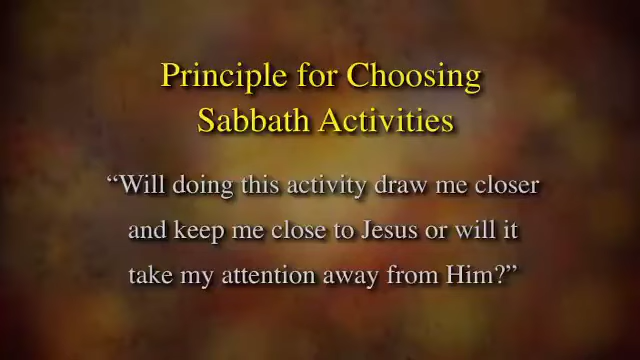 Principle for Choosing
Sabbath Activities
“Will doing this activity draw me closer
and keep me close to Jesus or will it
take my attention away from Him?”